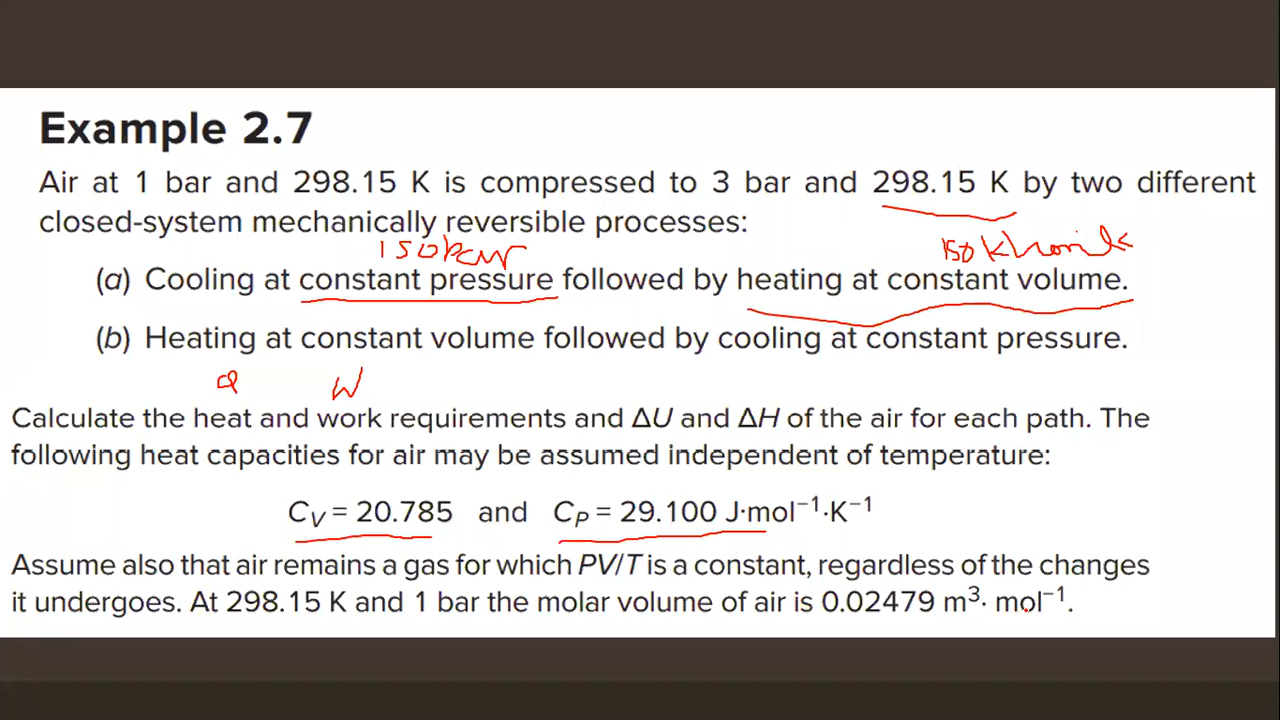 Example 2.7
Air at 1 bar and 298.15 K is compressed to 3 bar and 298.15 K by two different
closed-system mechanically reversible processes:
(a) Cooling at constant pressure followed by heating at constant volume.
(b) Heating at constant volume followed by cooling at constant pressure.
Q W
Calculate the heat and work requirements and ΔU and ΔH of the air for each path. The
following heat capacities for air may be assumed independent of temperature:
C_V = 20.785 and C_P = 29.100 J·mol⁻¹·K⁻¹
Assume also that air remains a gas for which PV/T is a constant, regardless of the changes
it undergoes. At 298.15 K and 1 bar the molar volume of air is 0.02479 m³· mol⁻¹.